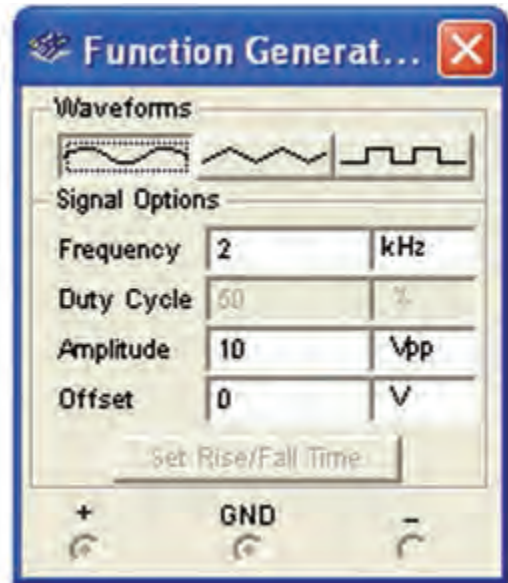 Function Generat...
Waveforms
Signal Options
Frequency 2 kHz
Duty Cycle 50 %
Amplitude 10 Vpp
Offset 0 V
Set Rise/Fall Time
+ GND -